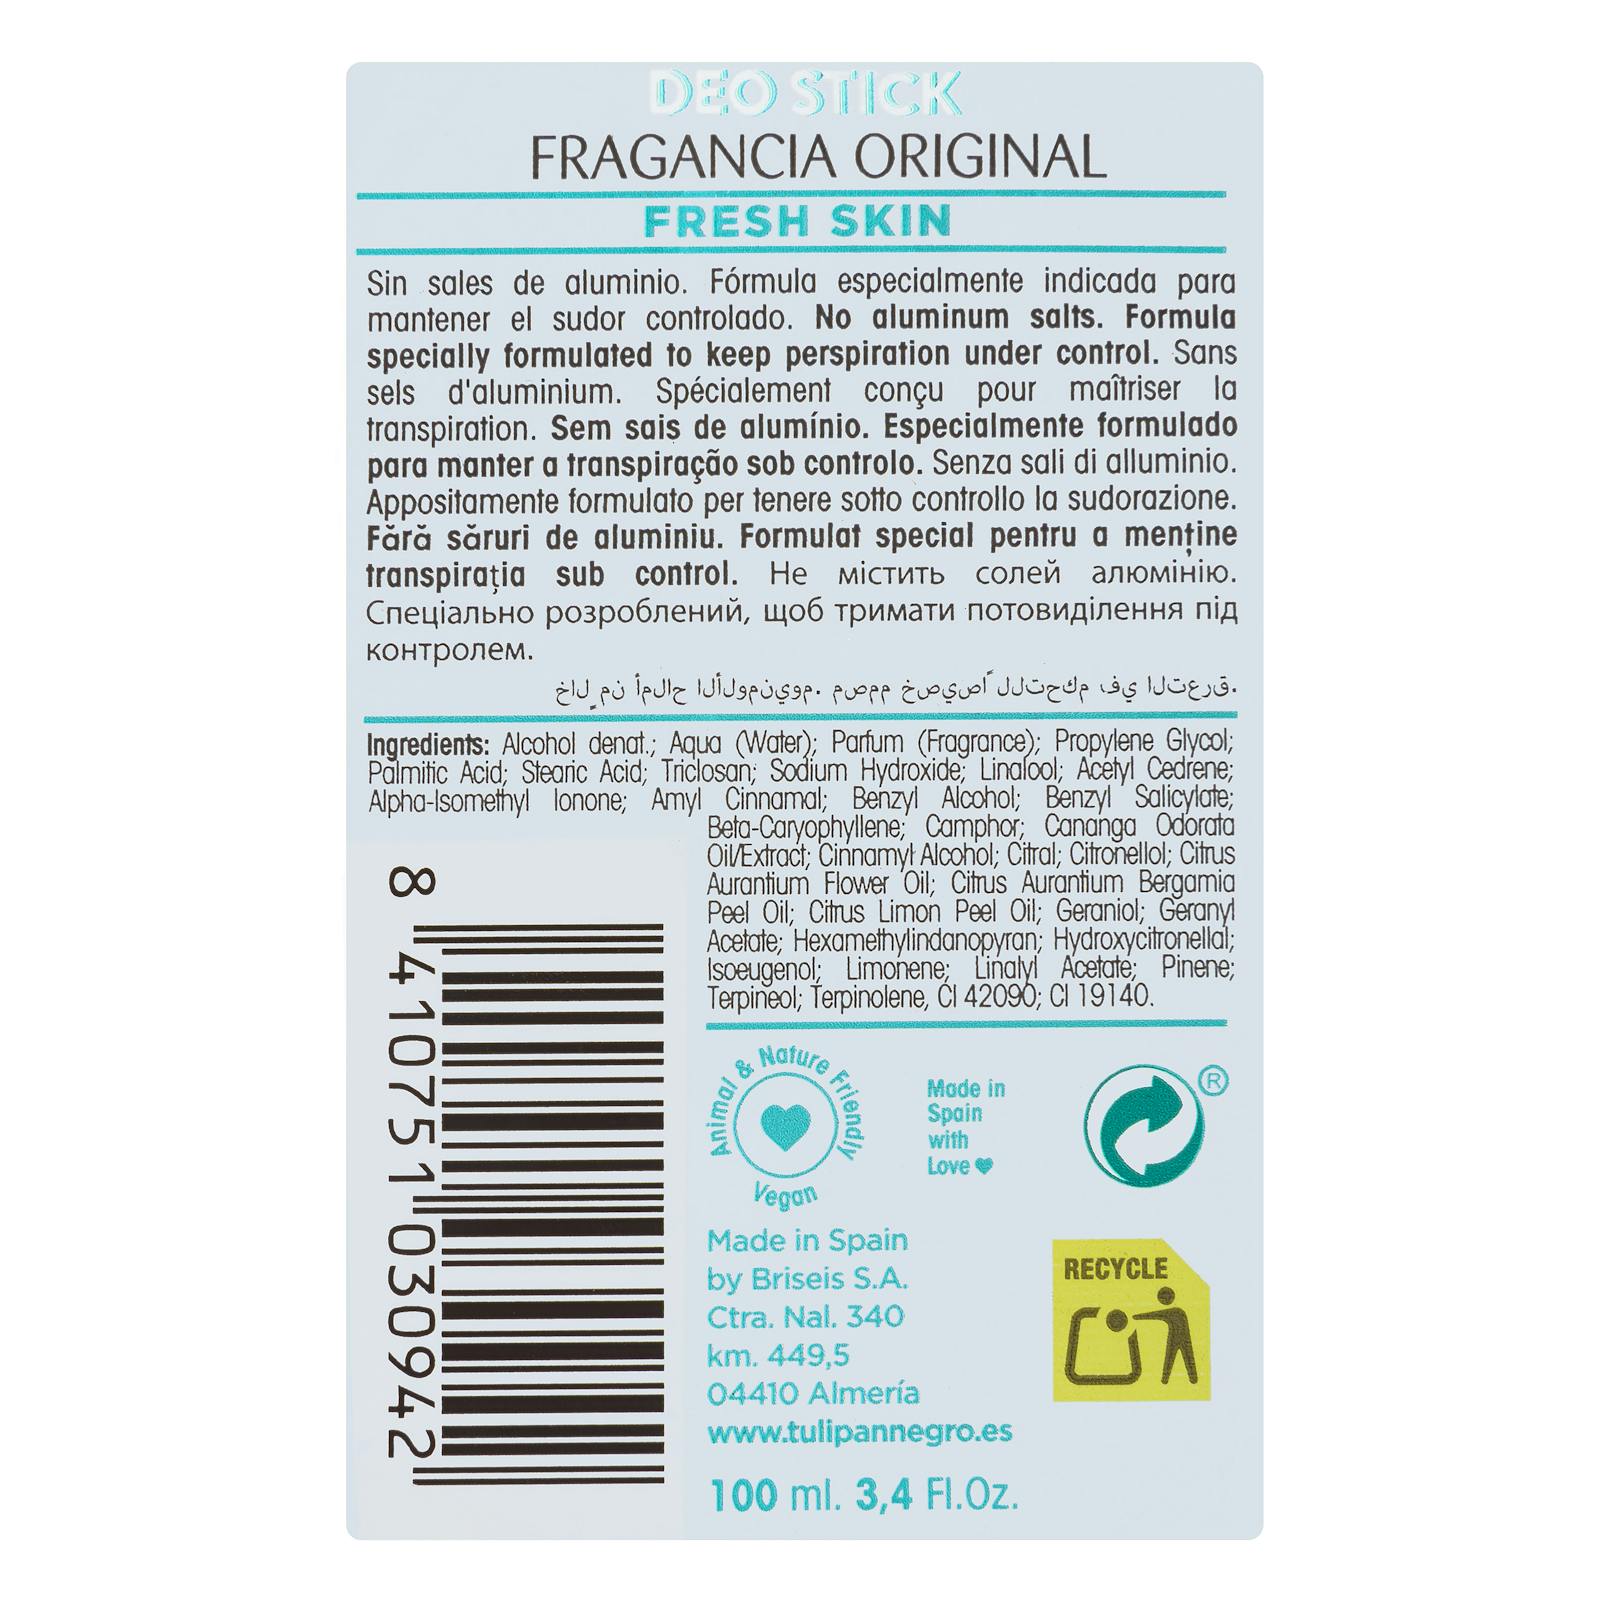 DEO STICK
FRAGANCIA ORIGINAL
FRESH SKIN
Sin sales de aluminio. Fórmula especialmente indicada para
mantener el sudor controlado. No aluminum salts. Formula
specially formulated to keep perspiration under control. Sans
sels d'aluminium. Spécialement conçu pour maîtriser la
transpiration. Sem sais de alumínio. Especialmente formulado
para manter a transpiração sob controlo. Senza sali di alluminio.
Appositamente formulato per tenere sotto controllo la sudorazione.
Fără săruri de aluminiu. Formulat special pentru a menține
transpirația sub control. Не містить солей алюмінію.
Спеціально розроблений, щоб тримати потовиділення під
контролем.
.قرعتلا يف مكحتلل ًاصيصخ ممصم .موينوملألا حالمأ نم ٍلاخ
Ingredients: Alcohol denat.; Aqua (Water); Parfum (Fragrance); Propylene Glycol;
Palmitic Acid; Stearic Acid; Triclosan; Sodium Hydroxide; Linalool; Acetyl Cedrene;
Alpha-Isomethyl Ionone; Amyl Cinnamal; Benzyl Alcohol; Benzyl Salicylate;
Beta-Caryophyllene; Camphor; Cananga Odorata
Oil/Extract; Cinnamyl Alcohol; Citral; Citronellol; Citrus
Aurantium Flower Oil; Citrus Aurantium Bergamia
Peel Oil; Citrus Limon Peel Oil; Geraniol; Geranyl
Acetate; Hexamethylindanopyran; Hydroxycitronellal;
Isoeugenol; Limonene; Linalyl Acetate; Pinene;
Terpineol; Terpinolene, CI 42090; CI 19140.
8 410751 030942
Animal & Nature Friendly
Vegan
Made in
Spain
with
Love
®
Made in Spain
by Briseis S.A.
Ctra. Nal. 340
km. 449,5
04410 Almería
www.tulipannegro.es
RECYCLE
100 ml. 3,4 Fl.Oz.